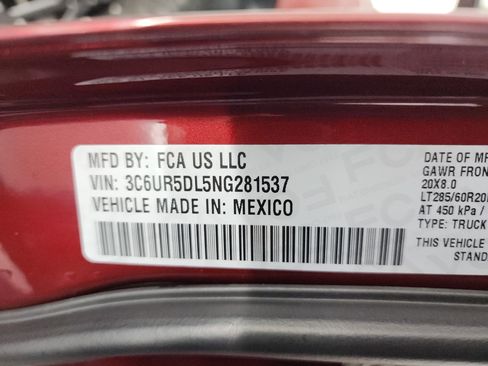 MFD BY: FCA US LLC
VIN: 3C6UR5DL5NG281537
VEHICLE MADE IN: MEXICO
DATE OF MF
GAWR FRON
20X8.0
LT285/60R20
AT 450 kPa /
TYPE: TRUCK
THIS VEHICLE
STA